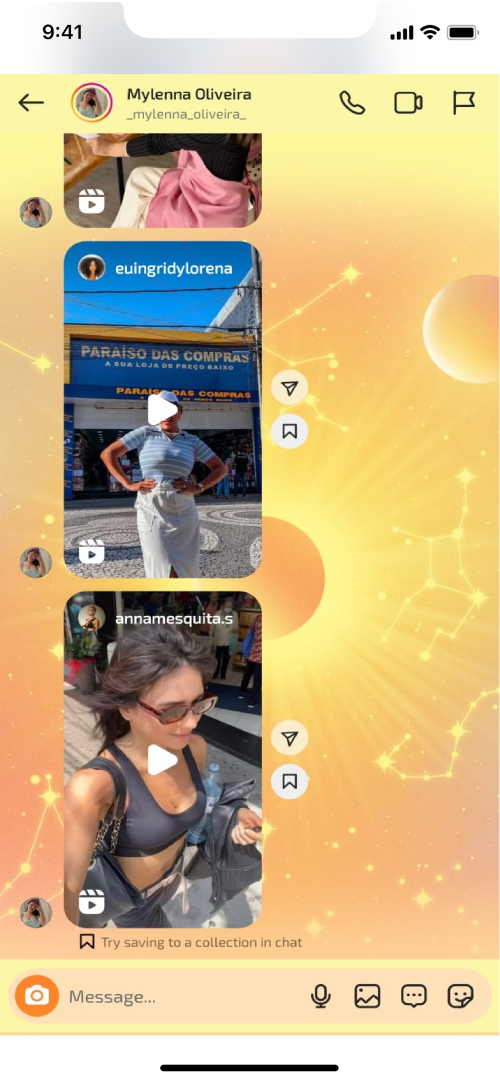 9:41
Mylenna Oliveira
_mylenna_oliveira_
euingridylorena
PARAÍSO DAS COMPRAS
A SUA LOJA DE PREÇO BAIXO
PARAÍSO DAS COMPRAS
annamesquita.s
Try saving to a collection in chat
Message...